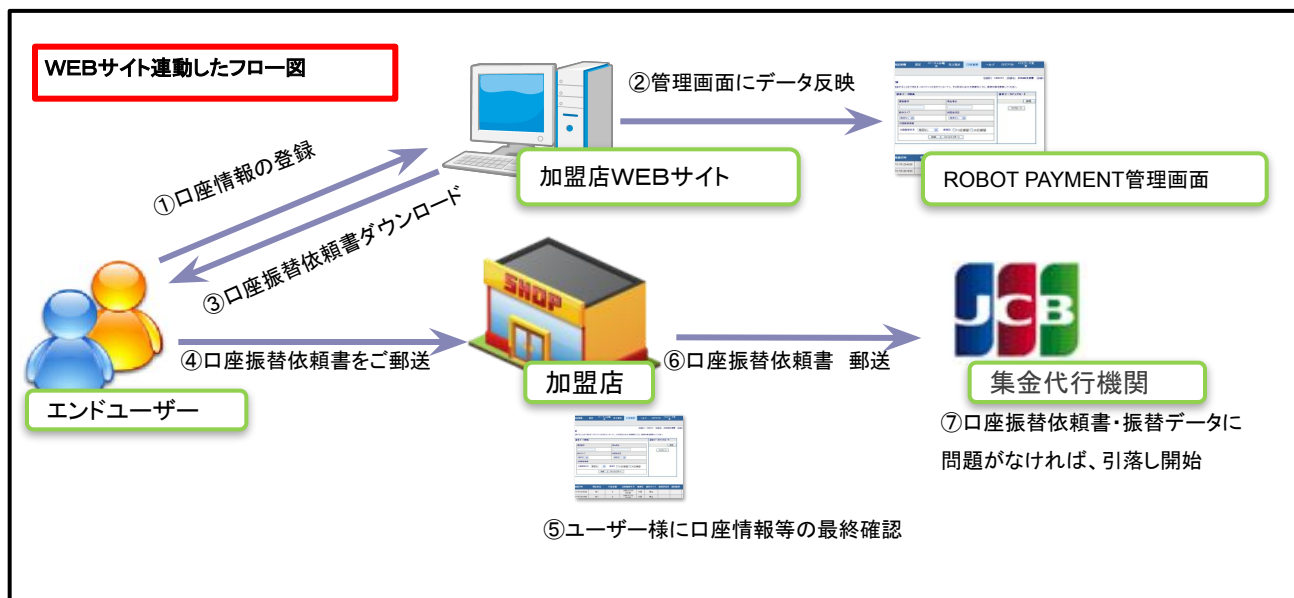 WEBサイト連動したフロー図
②管理画面にデータ反映
①口座情報の登録
加盟店WEBサイト
ROBOT PAYMENT管理画面
③口座振替依頼書ダウンロード
SHOP
JCB
④口座振替依頼書をご郵送
⑥口座振替依頼書 郵送
エンドユーザー
加盟店
集金代行機関
⑦口座振替依頼書・振替データに
問題がなければ、引落し開始
⑤ユーザー様に口座情報等の最終確認